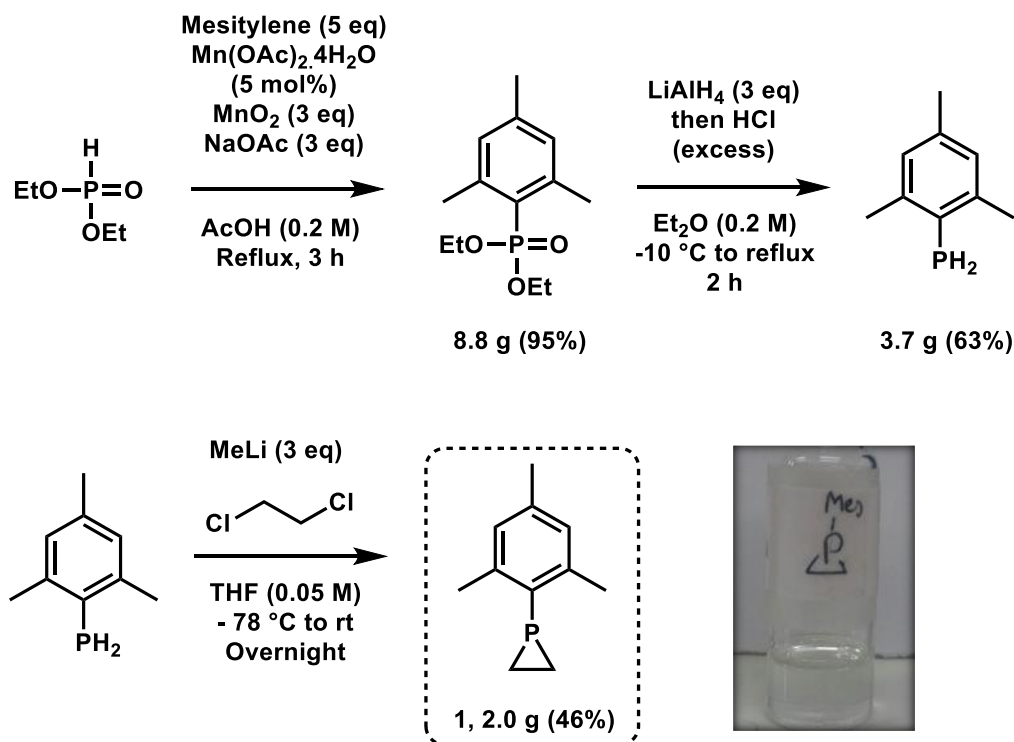 Mesitylene (5 eq)
Mn(OAc)₂.4H₂O
(5 mol%)
MnO₂ (3 eq)
NaOAc (3 eq)
H
EtO
P
O
OEt
AcOH (0.2 M)
Reflux, 3 h
EtO
P
O
OEt
8.8 g (95%)
LiAlH₄ (3 eq)
then HCl
(excess)
Et₂O (0.2 M)
-10 °C to reflux
2 h
PH₂
3.7 g (63%)
PH₂
MeLi (3 eq)
Cl
Cl
THF (0.05 M)
- 78 °C to rt
Overnight
P
1, 2.0 g (46%)
Mes
P